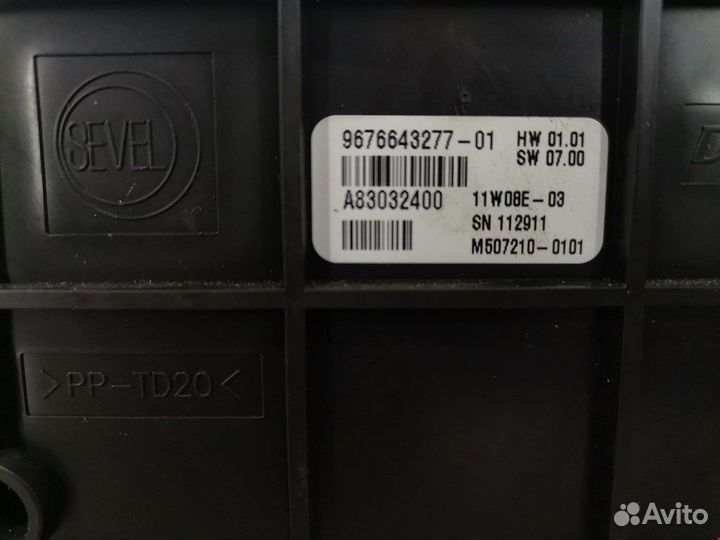 SEVEL
9676643277-01 HW 01.01
SW 07.00
A83032400 11W08E-03
SN 112911
M507210-0101
>PP-TD20<
Avito